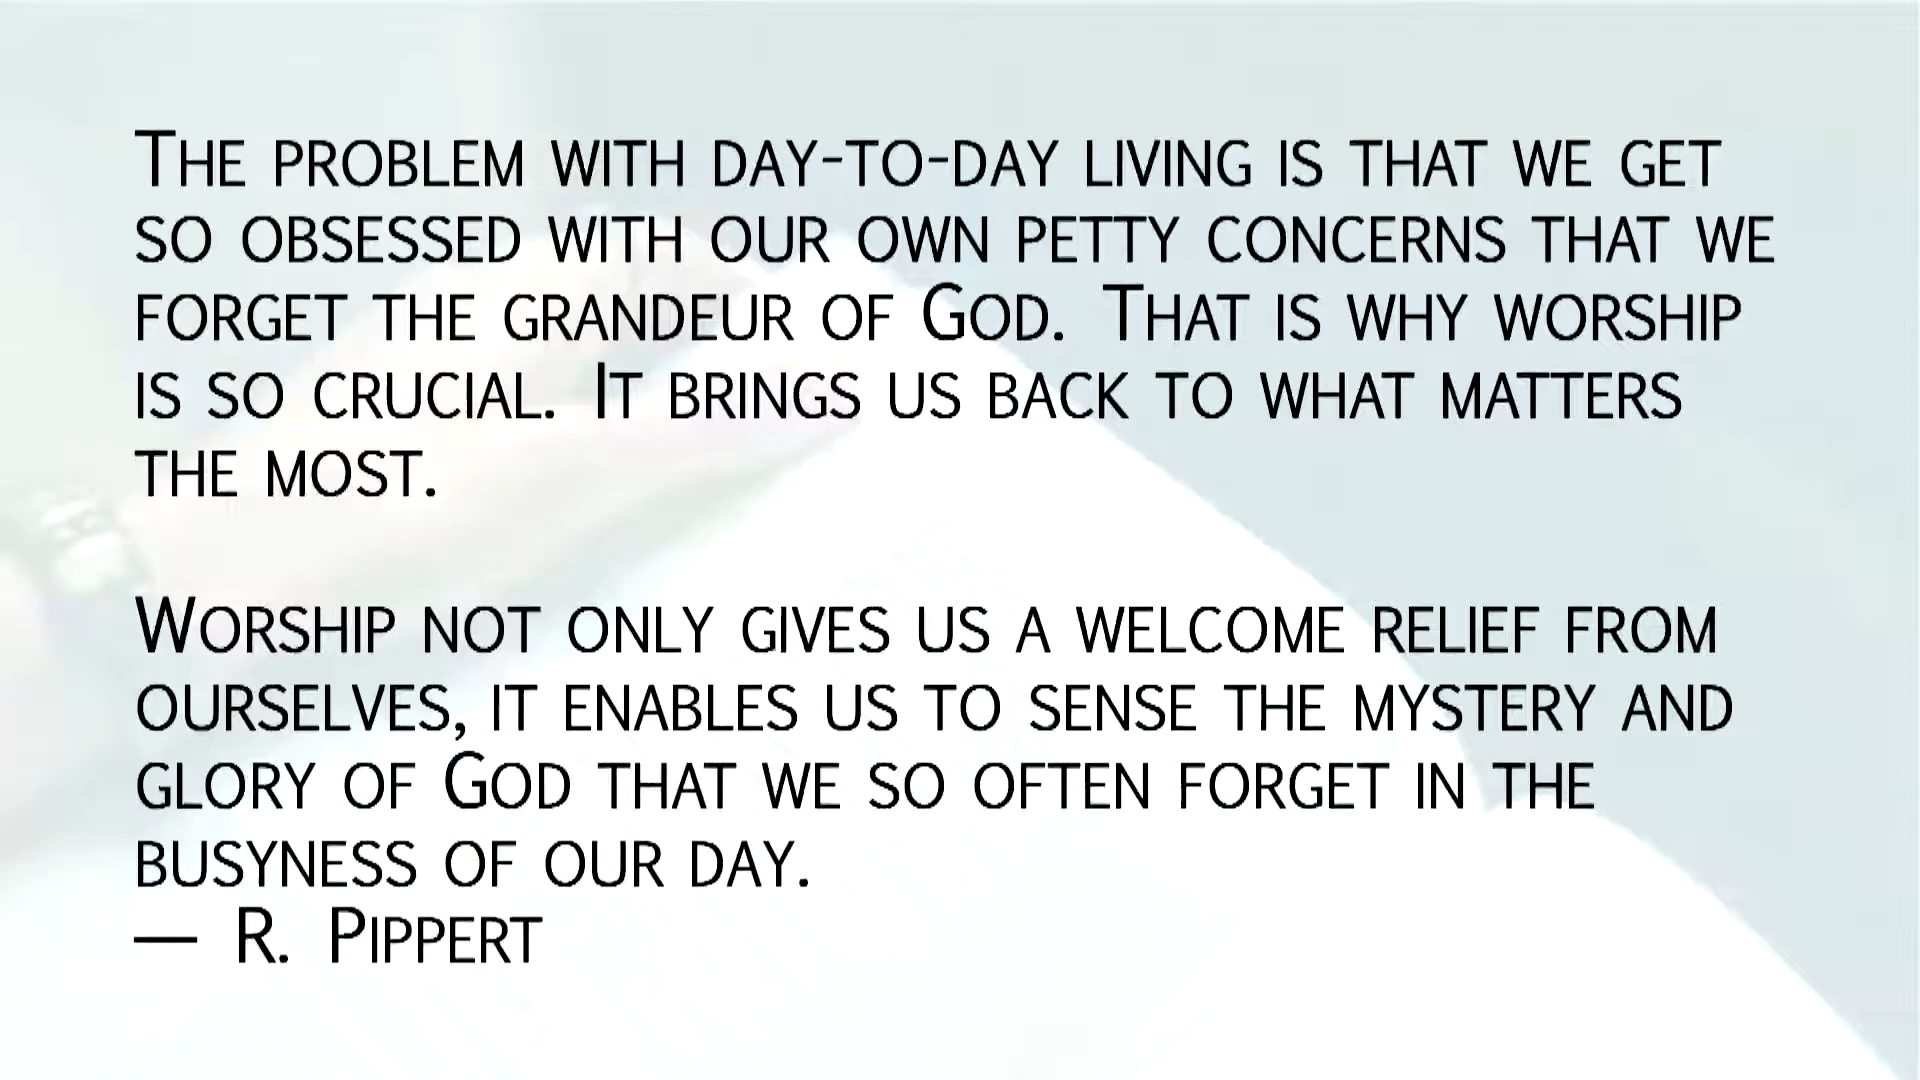 The problem with day-to-day living is that we get
so obsessed with our own petty concerns that we
forget the grandeur of God. That is why worship
is so crucial. It brings us back to what matters
the most.
Worship not only gives us a welcome relief from
ourselves, it enables us to sense the mystery and
glory of God that we so often forget in the
busyness of our day.
— R. Pippert